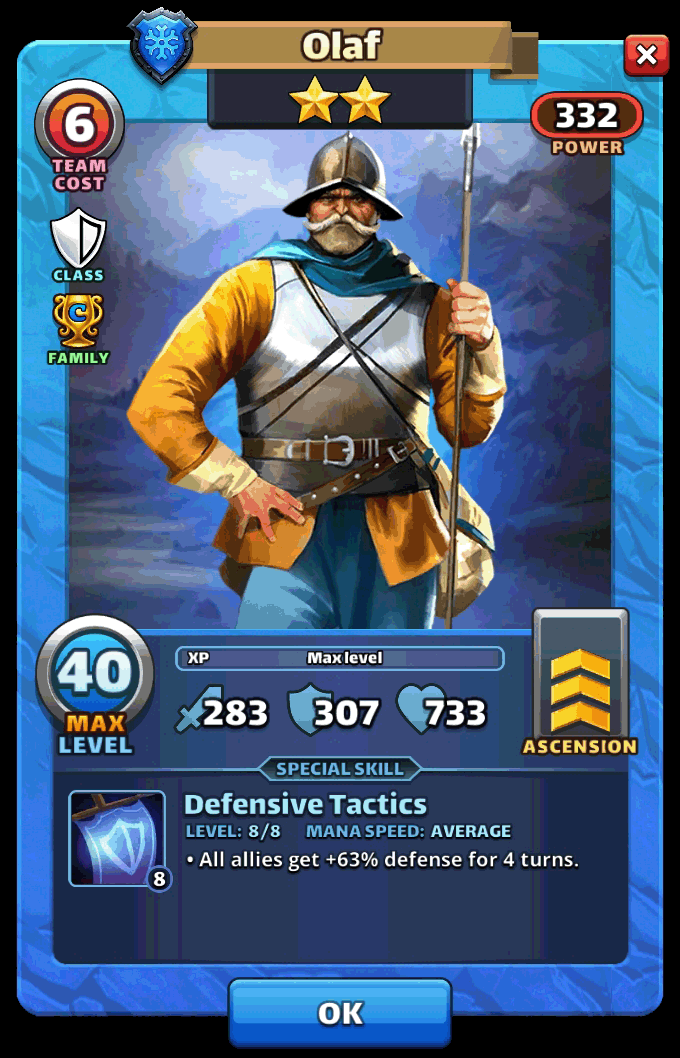 Olaf
6
TEAM
COST
332
POWER
CLASS
C
FAMILY
40
MAX
LEVEL
XP Max level
283 307 733
ASCENSION
SPECIAL SKILL
Defensive Tactics
LEVEL: 8/8 MANA SPEED: AVERAGE
• All allies get +63% defense for 4 turns.
8
OK